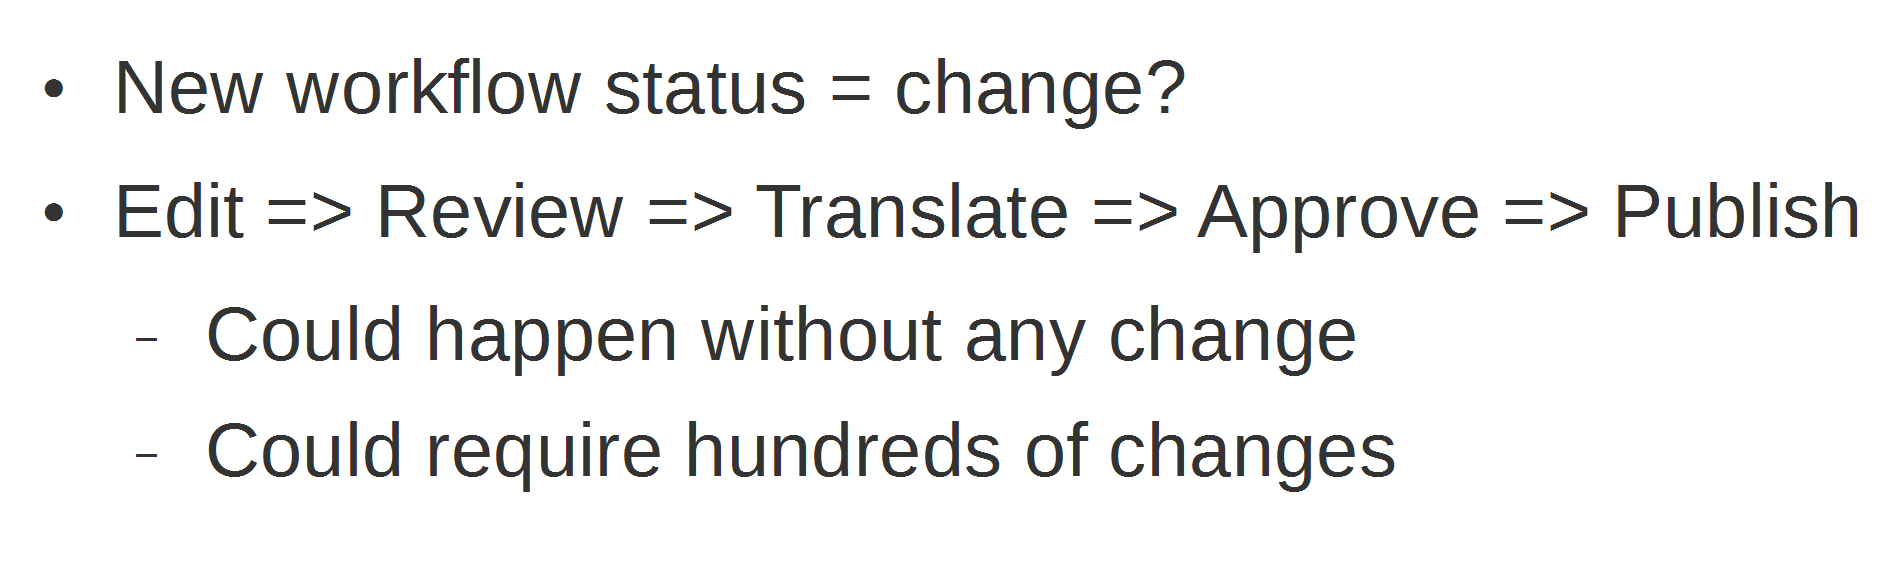 • New workflow status = change?
• Edit => Review => Translate => Approve => Publish
– Could happen without any change
– Could require hundreds of changes